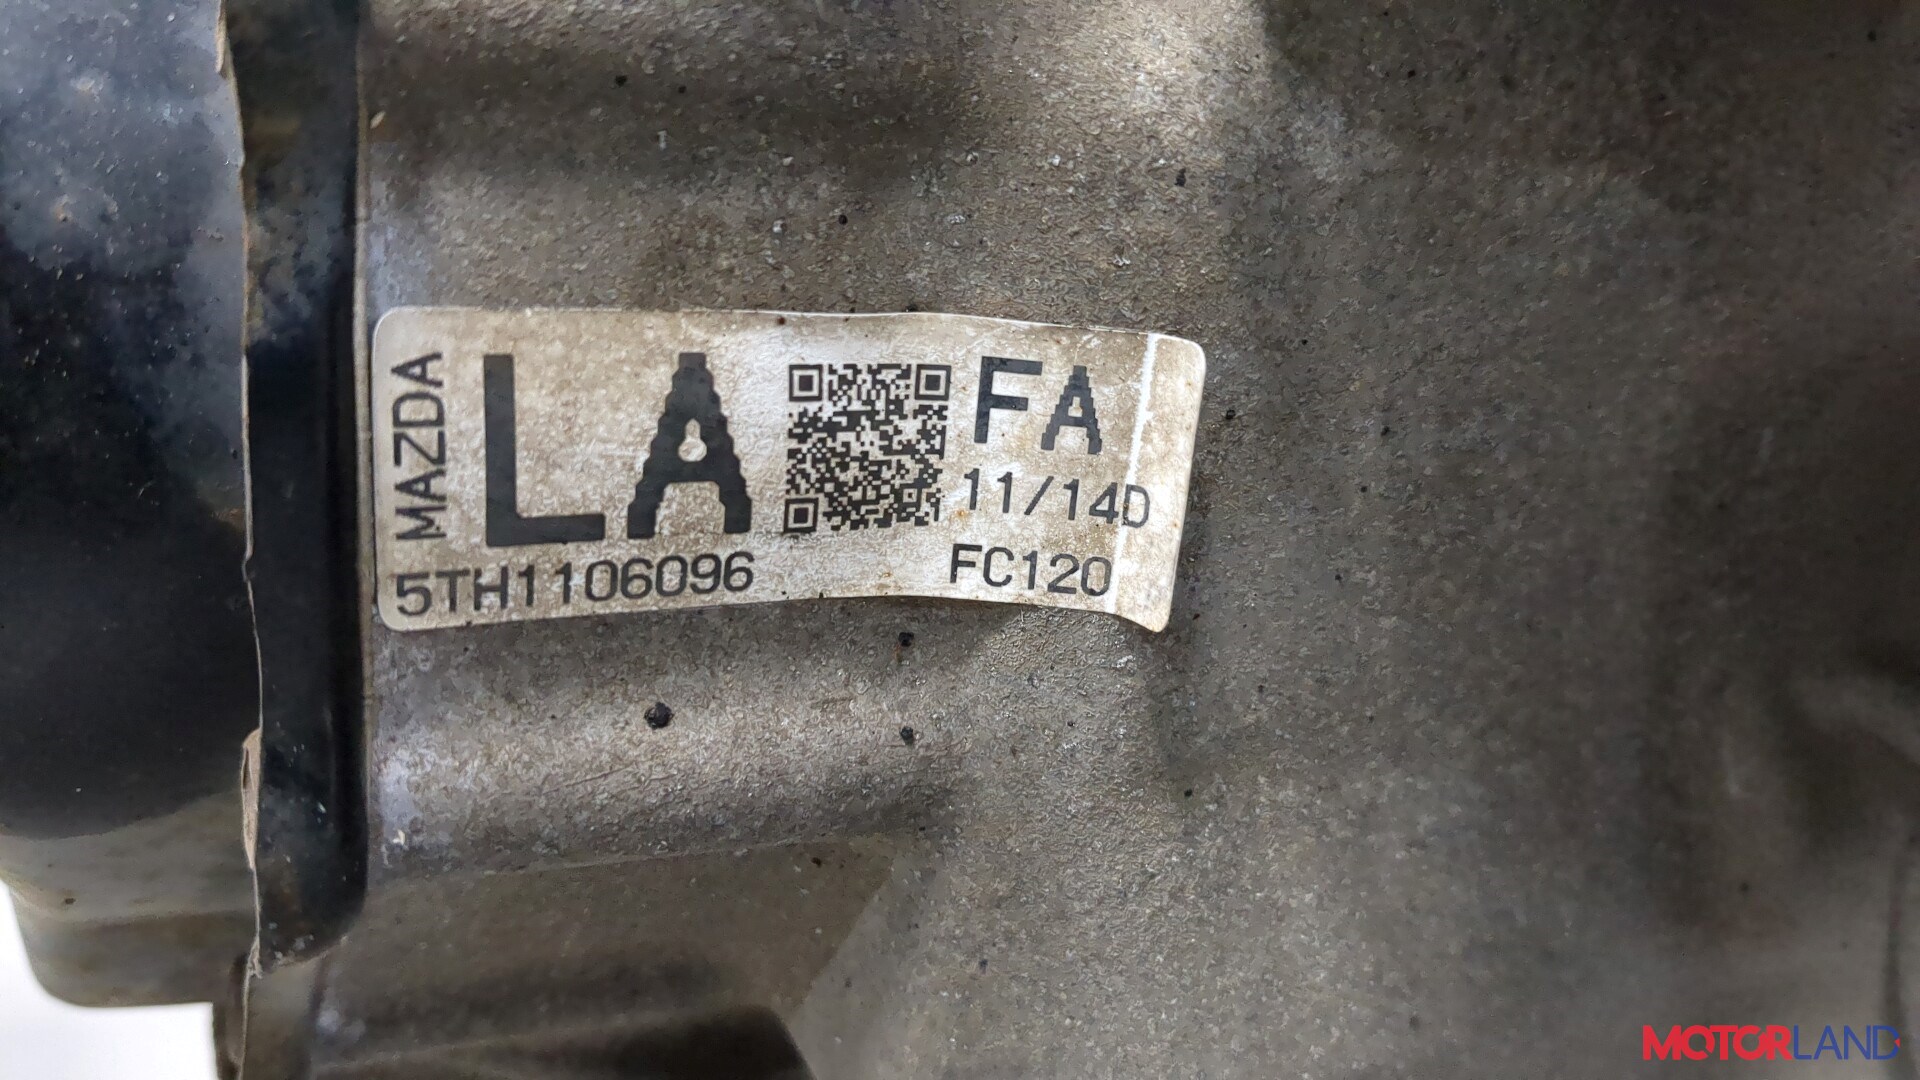 MAZDA
LA
FA
11/14D
5TH1106096
FC120
MOTORLAND